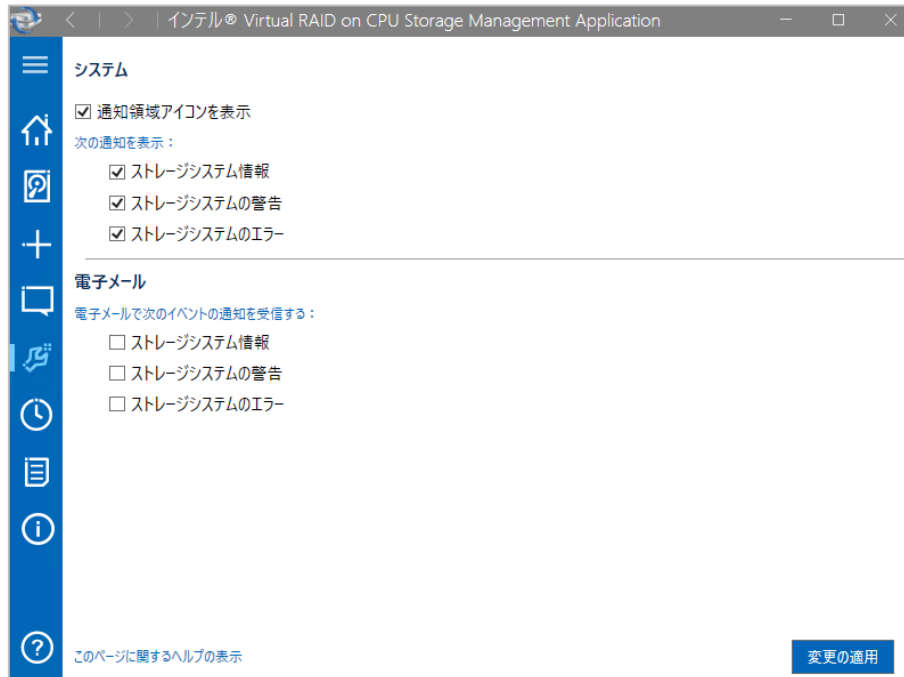 インテル® Virtual RAID on CPU Storage Management Application
システム
通知領域アイコンを表示
次の通知を表示：
ストレージシステム情報
ストレージシステムの警告
ストレージシステムのエラー
電子メール
電子メールで次のイベントの通知を受信する：
ストレージシステム情報
ストレージシステムの警告
ストレージシステムのエラー
このページに関するヘルプの表示
変更の適用